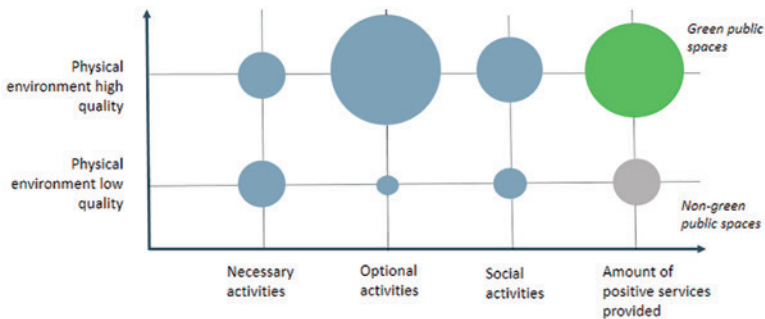 Green public
spaces
Physical
environment high
quality
Physical
environment low
quality
Non-green
public spaces
Necessary
activities
Optional
activities
Social
activities
Amount of
positive services
provided